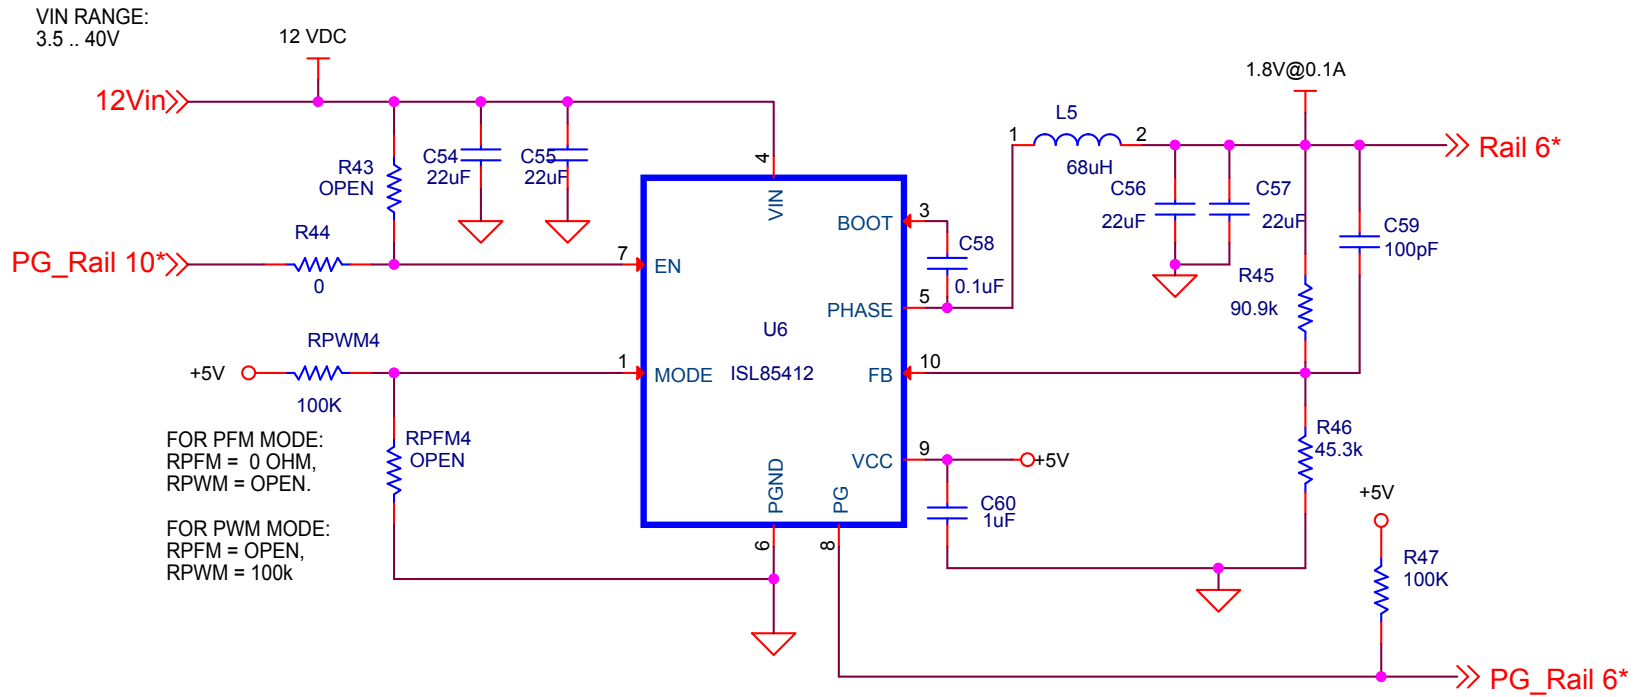 VIN RANGE:
3.5 .. 40V
12 VDC
12Vin
1.8V@0.1A
L5
1
2
68uH
Rail 6*
R43
OPEN
C54
22uF
C55
22uF
4
VIN
C56
22uF
C57
22uF
C59
100pF
BOOT
3
C58
0.1uF
R44
0
PG_Rail 10*
7
EN
PHASE
5
R45
90.9k
U6
ISL85412
RPWM4
+5V
100K
1
MODE
FB
10
FOR PFM MODE:
RPFM = 0 OHM,
RPWM = OPEN.
RPFM4
OPEN
R46
45.3k
VCC
9
+5V
PGND
PG
C60
1uF
+5V
FOR PWM MODE:
RPFM = OPEN,
RPWM = 100k
6
8
R47
100K
PG_Rail 6*